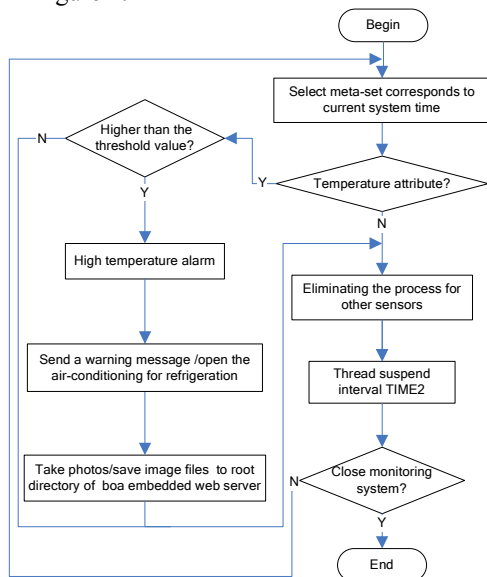 Begin
Select meta-set corresponds to
current system time
Higher than the
threshold value?
N
Y
Temperature attribute?
Y
N
High temperature alarm
Eliminating the process for
other sensors
Send a warning message /open the
air-conditioning for refrigeration
Thread suspend
interval TIME2
Take photos/save image files to root
directory of boa embedded web server
N
Close monitoring
system?
Y
End